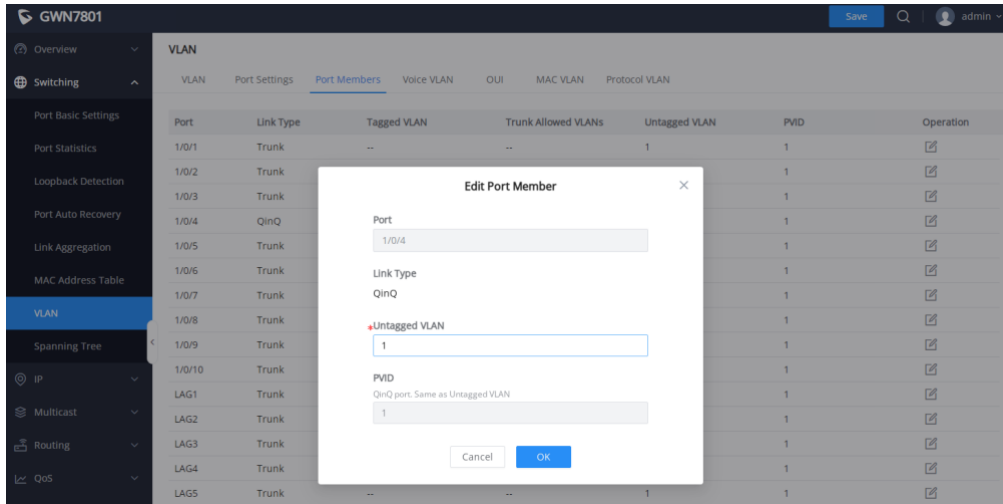 GWN7801
Save
admin
Overview
Switching
Port Basic Settings
Port Statistics
Loopback Detection
Port Auto Recovery
Link Aggregation
MAC Address Table
VLAN
Spanning Tree
IP
Multicast
Routing
QoS
VLAN
VLAN Port Settings Port Members Voice VLAN OUI MAC VLAN Protocol VLAN
Port Link Type Tagged VLAN Trunk Allowed VLANs Untagged VLAN PVID Operation
1/0/1 Trunk -- -- 1 1
1/0/2 Trunk 1
1/0/3 Trunk 1
1/0/4 QinQ 1
1/0/5 Trunk 1
1/0/6 Trunk 1
1/0/7 Trunk 1
1/0/8 Trunk 1
1/0/9 Trunk 1
1/0/10 Trunk 1
LAG1 Trunk 1
LAG2 Trunk 1
LAG3 Trunk 1
LAG4 Trunk 1
LAG5 Trunk -- -- 1 1
Edit Port Member
Port
1/0/4
Link Type
QinQ
*Untagged VLAN
1
PVID
QinQ port. Same as Untagged VLAN
1
Cancel OK